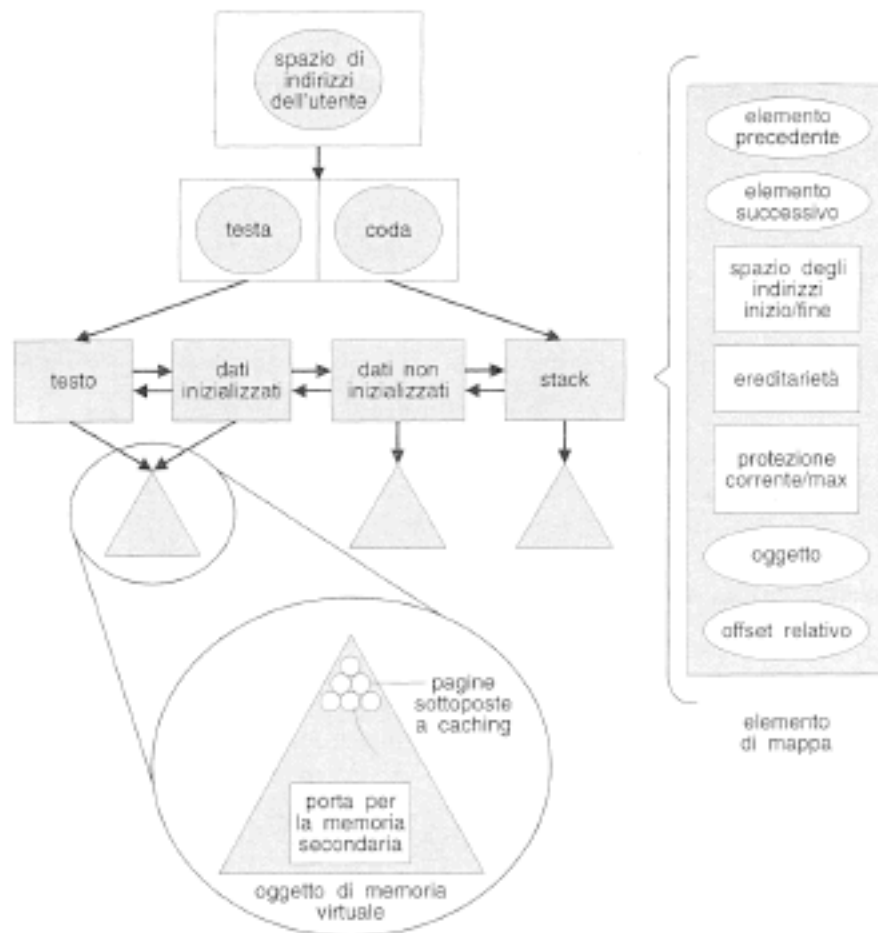 spazio di
indirizzi
dell'utente
testa
coda
testo
dati
inizializzati
dati non
inizializzati
stack
pagine
sottoposte
a caching
porta per
la memoria
secondaria
oggetto di memoria
virtuale
elemento
precedente
elemento
successivo
spazio degli
indirizzi
inizio/fine
ereditarietà
protezione
corrente/max
oggetto
offset relativo
elemento
di mappa